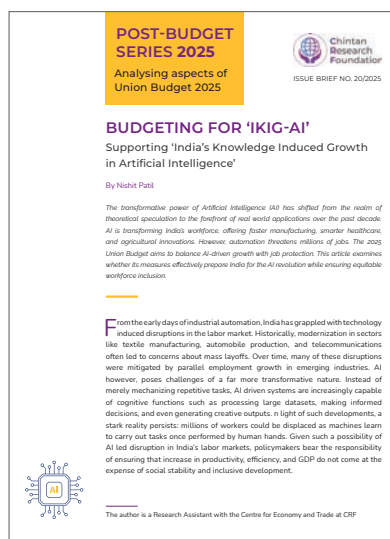 POST-BUDGET
SERIES 2025
Analysing aspects of
Union Budget 2025
Chintan
Research
Foundation
ISSUE BRIEF NO. 20/2025
BUDGETING FOR ‘IKIG-AI’
Supporting ‘India’s Knowledge Induced Growth
in Artificial Intelligence’
By Nishit Patil
The transformative power of Artificial Intelligence (AI) has shifted from the realm of
theoretical speculation to the forefront of real world applications over the past decade.
AI is transforming India’s workforce, offering faster manufacturing, smarter healthcare,
and agricultural innovations. However, automation threatens millions of jobs. The 2025
Union Budget aims to balance AI-driven growth with job protection. This article examines
whether its measures effectively prepare India for the AI revolution while ensuring equitable
workforce inclusion.
From the early days of industrial automation, India has grappled with technology
induced disruptions in the labor market. Historically, modernization in sectors
like textile manufacturing, automobile production, and telecommunications
often led to concerns about mass layoffs. Over time, many of these disruptions
were mitigated by parallel employment growth in emerging industries. AI
however, poses challenges of a far more transformative nature. Instead of
merely mechanizing repetitive tasks, AI driven systems are increasingly capable
of cognitive functions such as processing large datasets, making informed
decisions, and even generating creative outputs. n light of such developments, a
stark reality persists: millions of workers could be displaced as machines learn
to carry out tasks once performed by human hands. Given such a possibility of
AI led disruption in India’s labor markets, policymakers bear the responsibility
of ensuring that increase in productivity, efficiency, and GDP do not come at the
expense of social stability and inclusive development.
AI
The author is a Research Assistant with the Centre for Economy and Trade at CRF